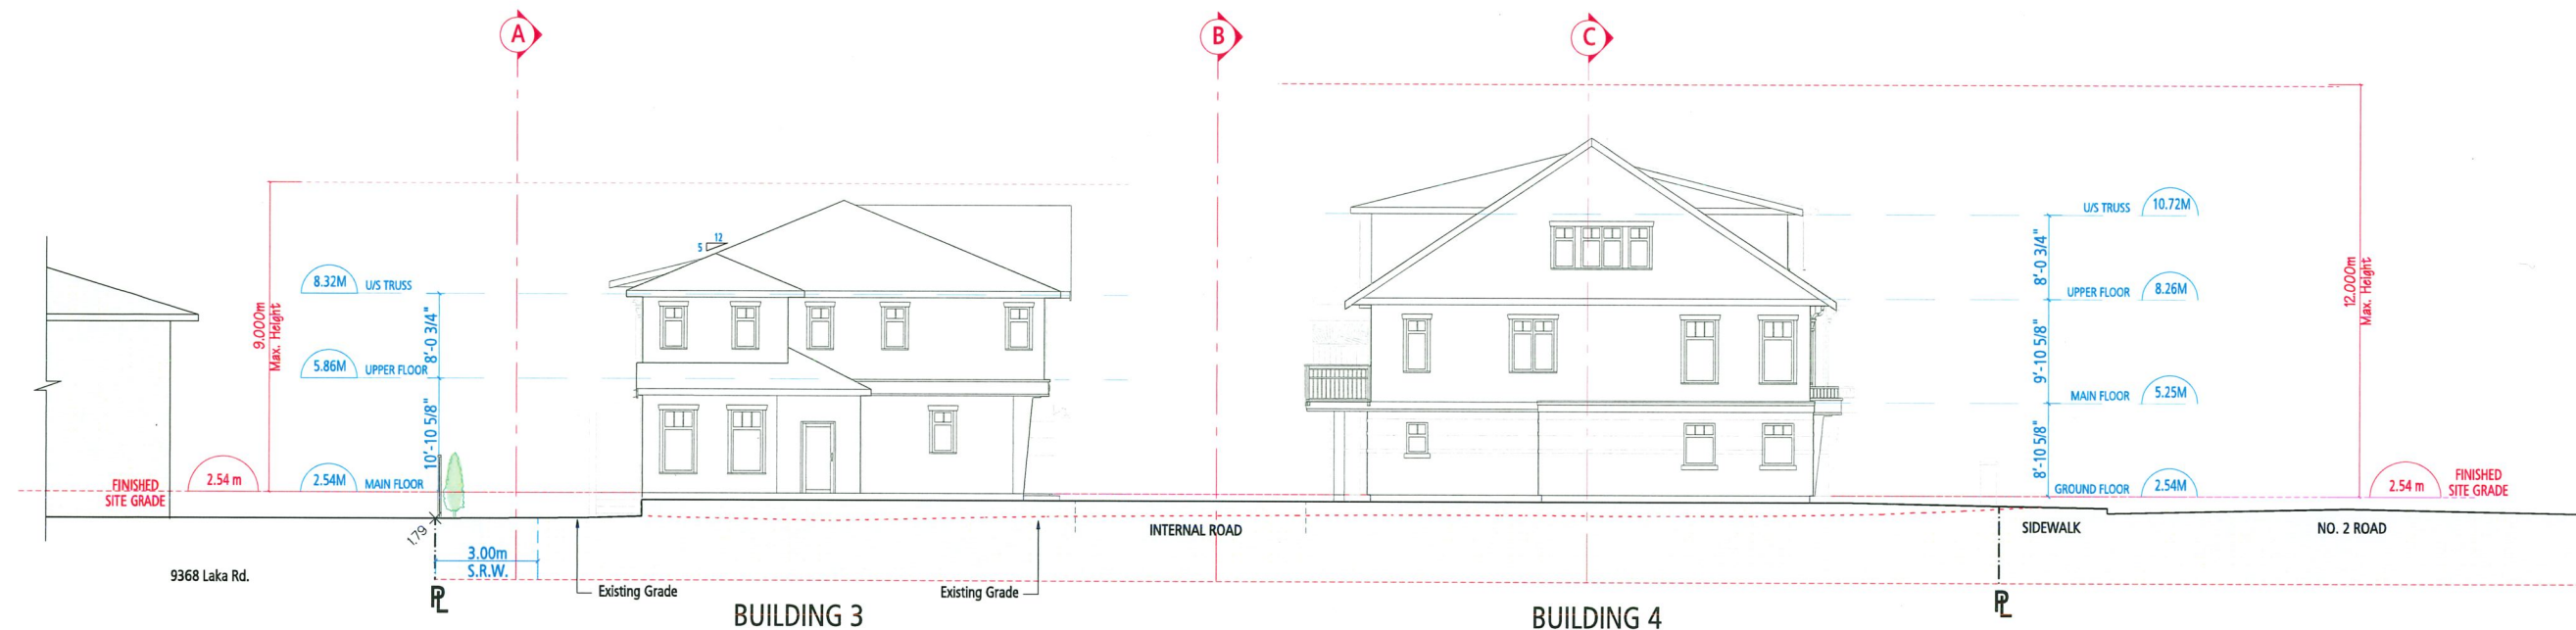 A
B
C
9.000m
Max. Height
8.32M U/S TRUSS
5.86M UPPER FLOOR
2.54M MAIN FLOOR
8'-0 3/4"
10'-10 5/8"
FINISHED
SITE GRADE
2.54 m
5
12
1.79
3.00m
S.R.W.
9368 Laka Rd.
PL
Existing Grade
Existing Grade
BUILDING 3
INTERNAL ROAD
BUILDING 4
U/S TRUSS 10.72M
UPPER FLOOR 8.26M
MAIN FLOOR 5.25M
GROUND FLOOR 2.54M
8'-0 3/4"
9'-10 5/8"
8'-10 5/8"
12.000m
Max. Height
2.54 m
FINISHED
SITE GRADE
SIDEWALK
NO. 2 ROAD
PL